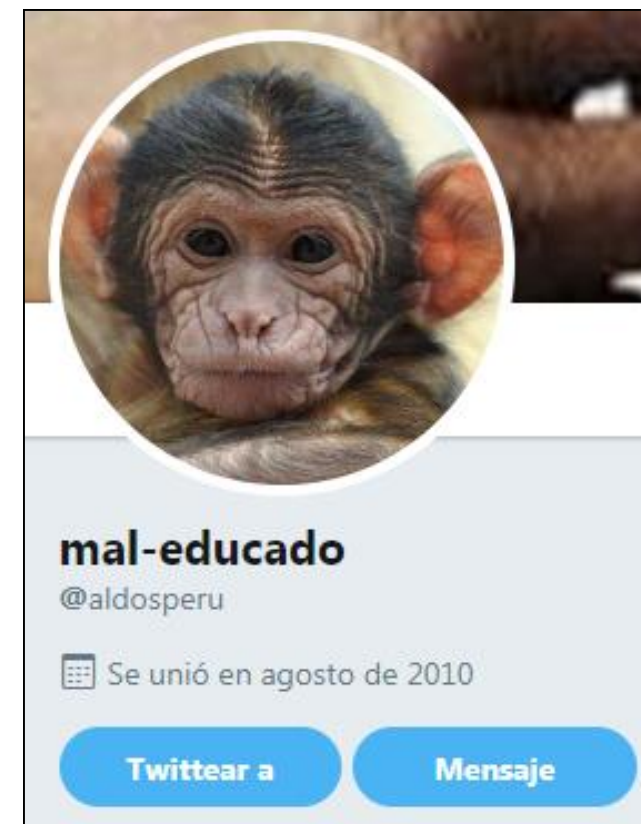 mal-educado
@aldosperu
Se unió en agosto de 2010
Twittear a Mensaje